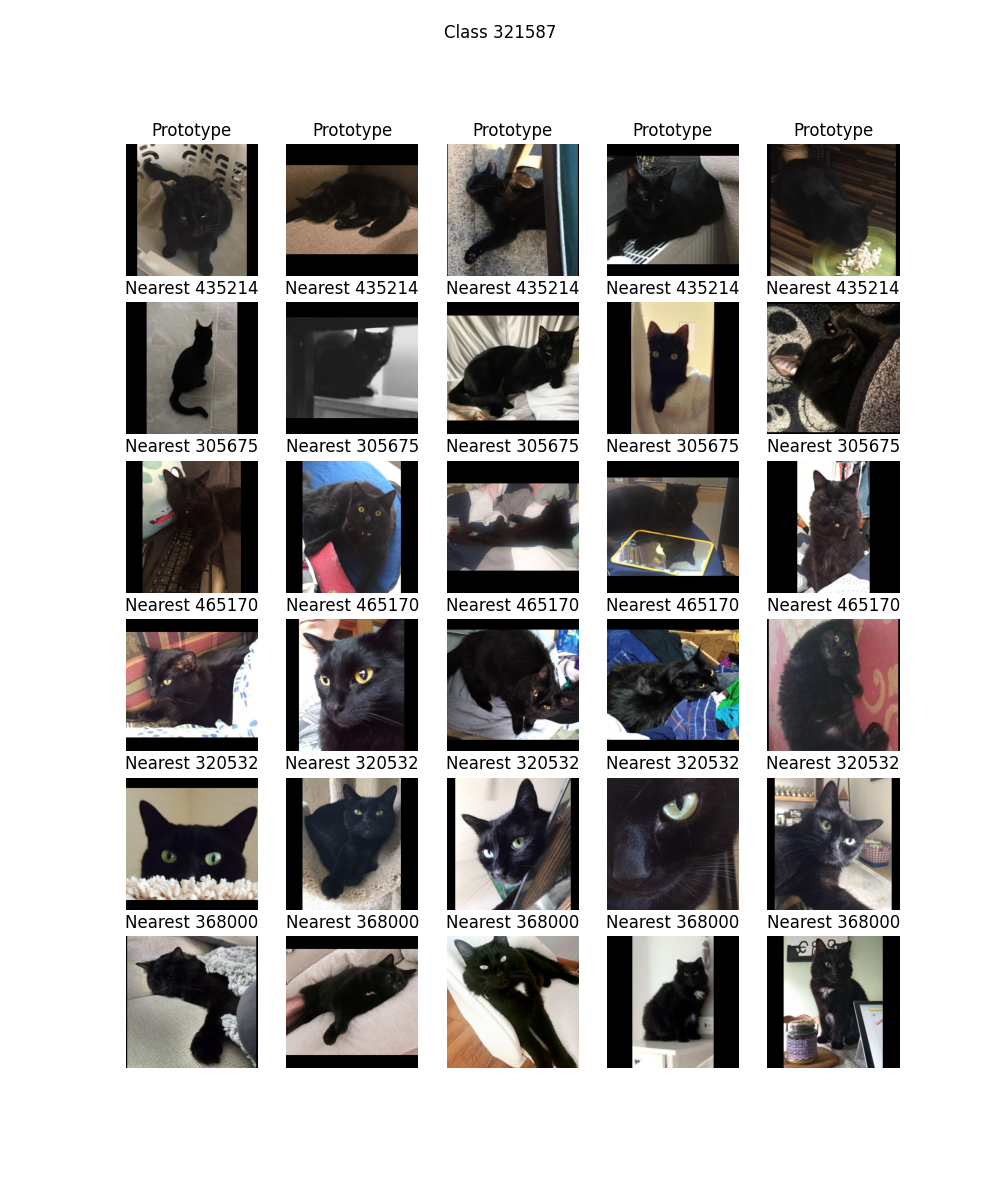 Class 321587
Prototype Prototype Prototype Prototype Prototype
Nearest 435214 Nearest 435214 Nearest 435214 Nearest 435214 Nearest 435214
Nearest 305675 Nearest 305675 Nearest 305675 Nearest 305675 Nearest 305675
Nearest 465170 Nearest 465170 Nearest 465170 Nearest 465170 Nearest 465170
Nearest 320532 Nearest 320532 Nearest 320532 Nearest 320532 Nearest 320532
Nearest 368000 Nearest 368000 Nearest 368000 Nearest 368000 Nearest 368000